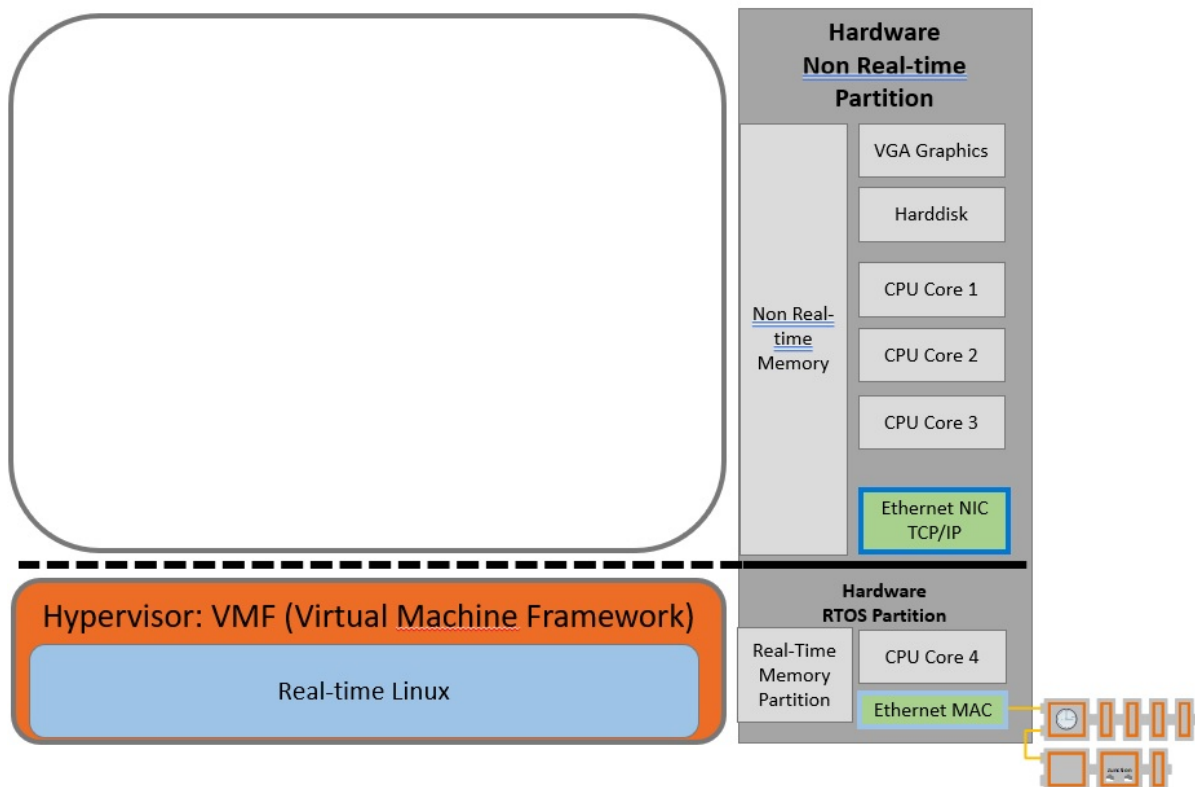 Hardware
Non Real-time
Partition
VGA Graphics
Harddisk
CPU Core 1
Non Real-
time
Memory
CPU Core 2
CPU Core 3
Ethernet NIC
TCP/IP
Hypervisor: VMF (Virtual Machine Framework)
Real-time Linux
Hardware
RTOS Partition
Real-Time
Memory
Partition
CPU Core 4
Ethernet MAC